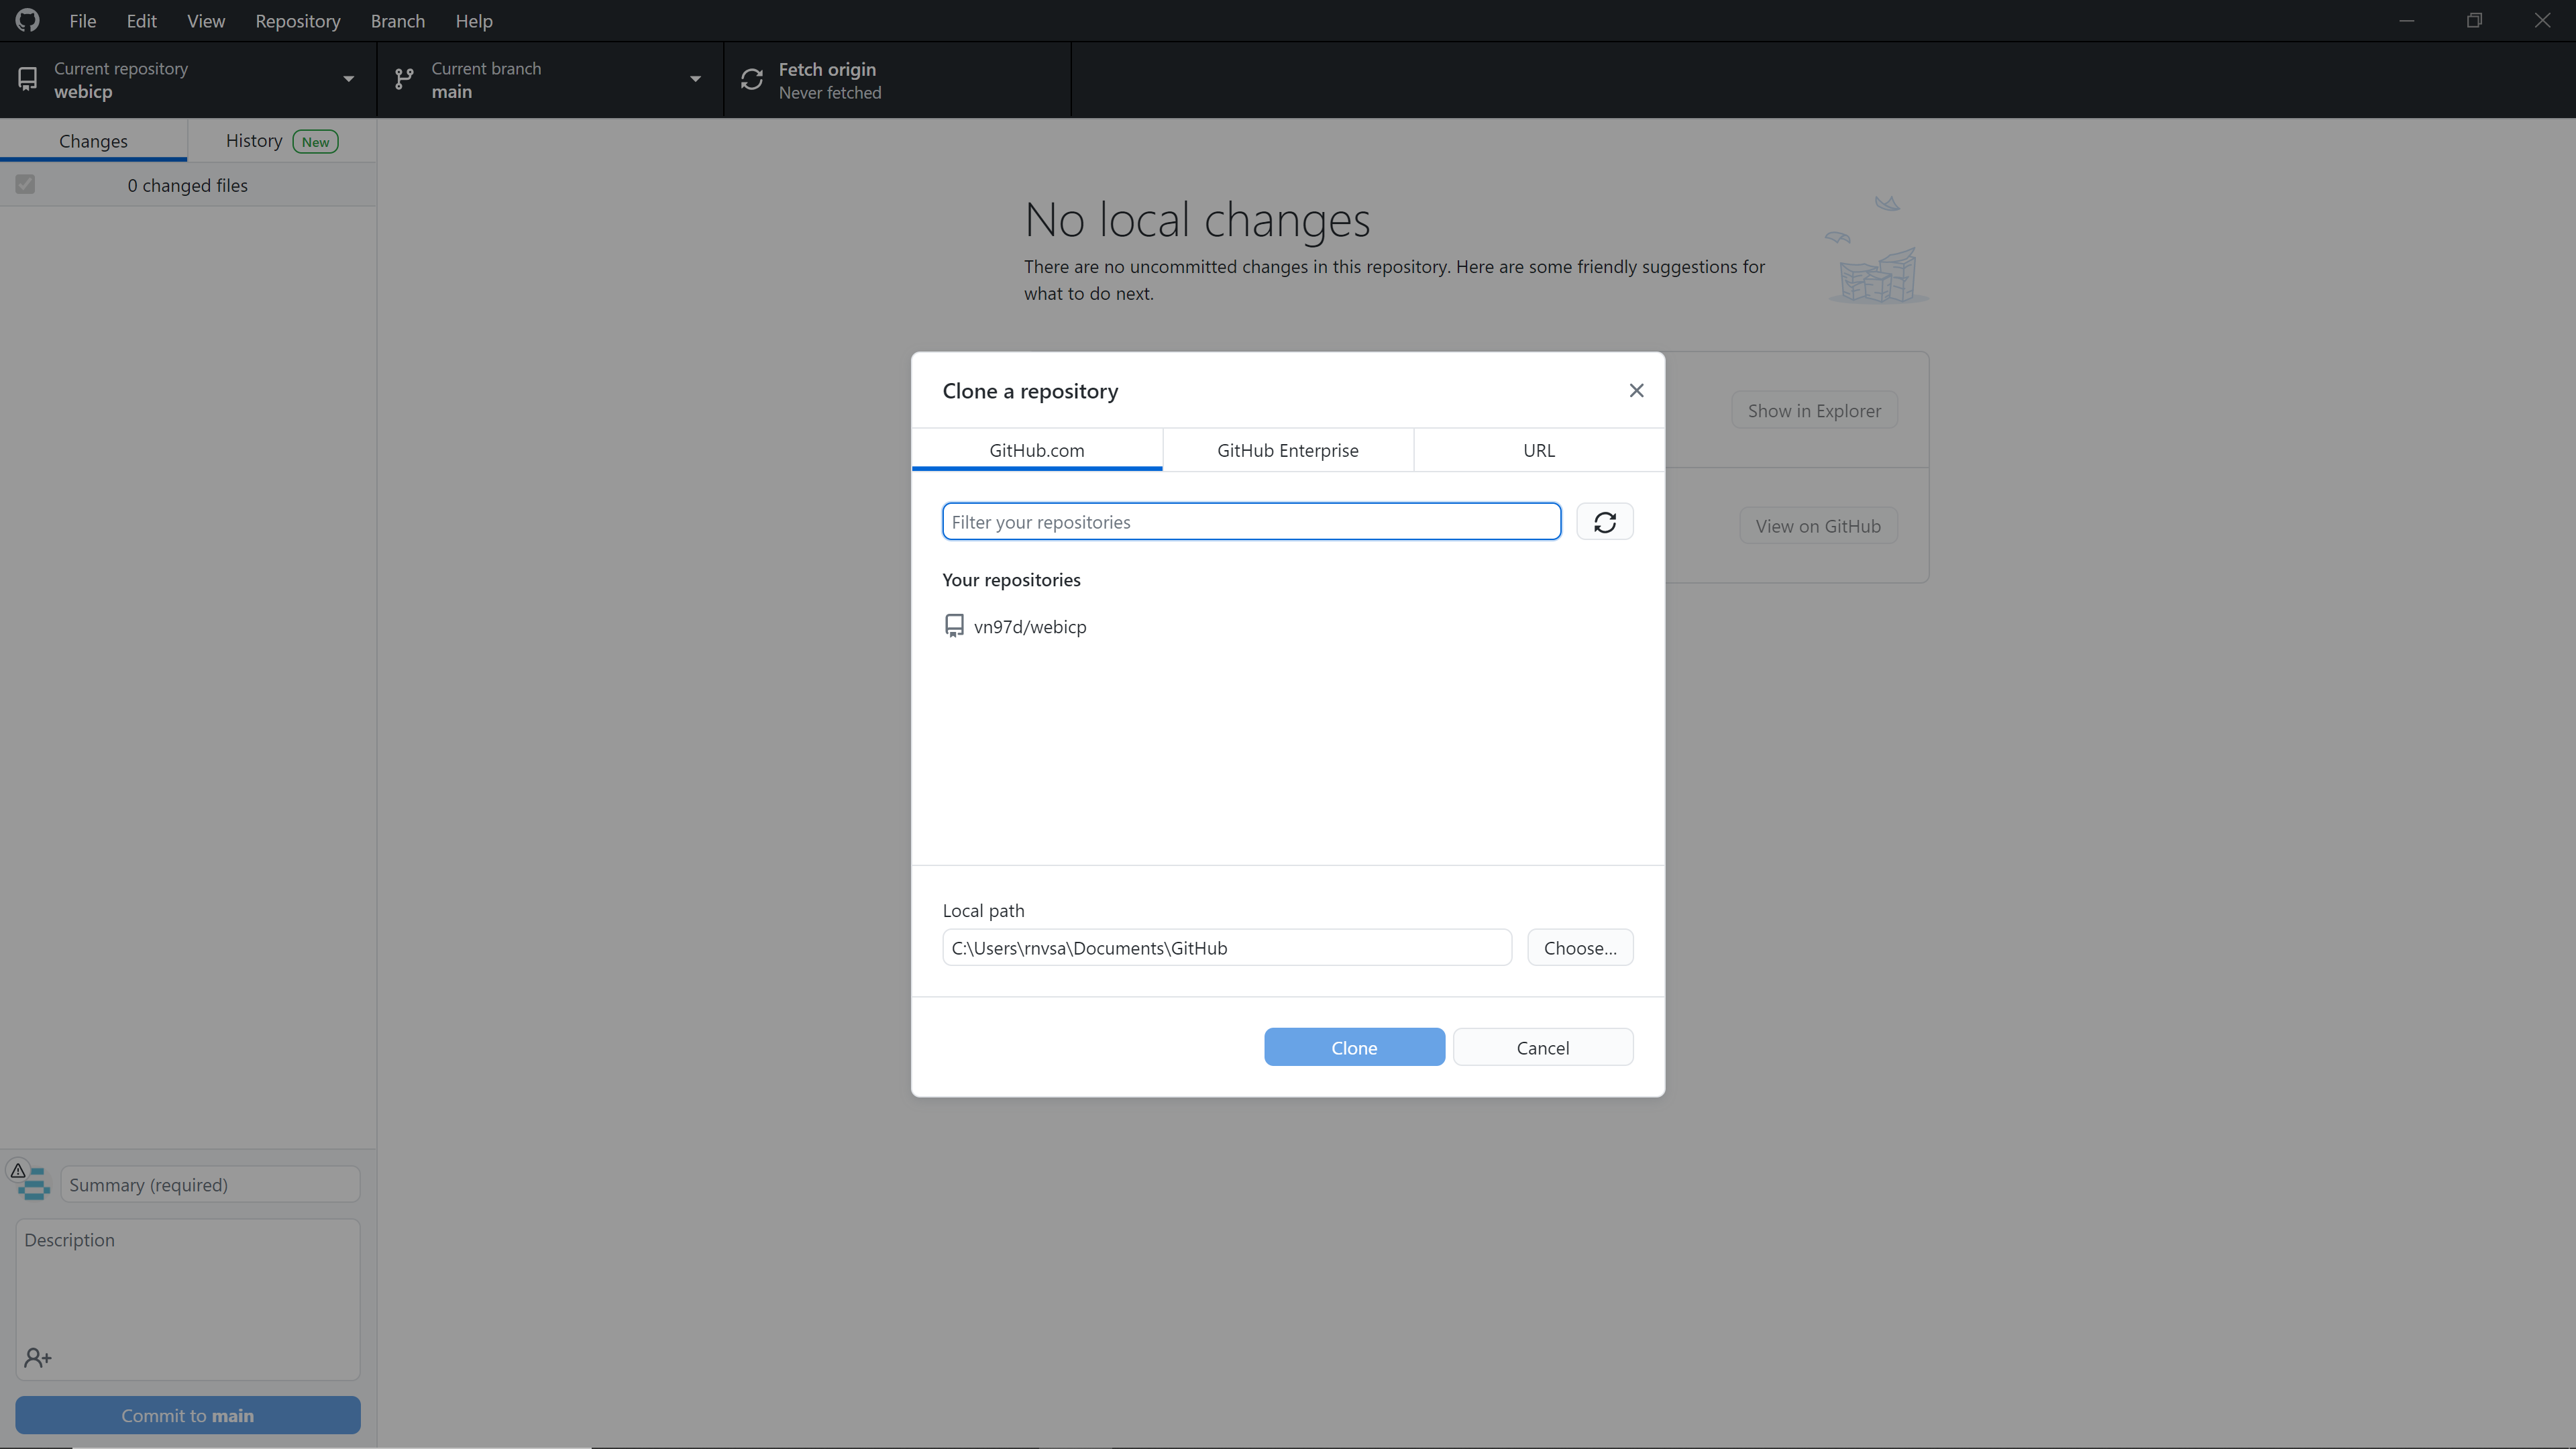 File Edit View Repository Branch Help
Current repository
webicp
Current branch
main
Fetch origin
Never fetched
Changes
History New
0 changed files
No local changes
There are no uncommitted changes in this repository. Here are some friendly suggestions for
what to do next.
Show in Explorer
View on GitHub
Clone a repository
GitHub.com
GitHub Enterprise
URL
Filter your repositories
Your repositories
vn97d/webicp
Local path
C:\Users\rnvsa\Documents\GitHub
Choose...
Clone
Cancel
Summary (required)
Description
Commit to main